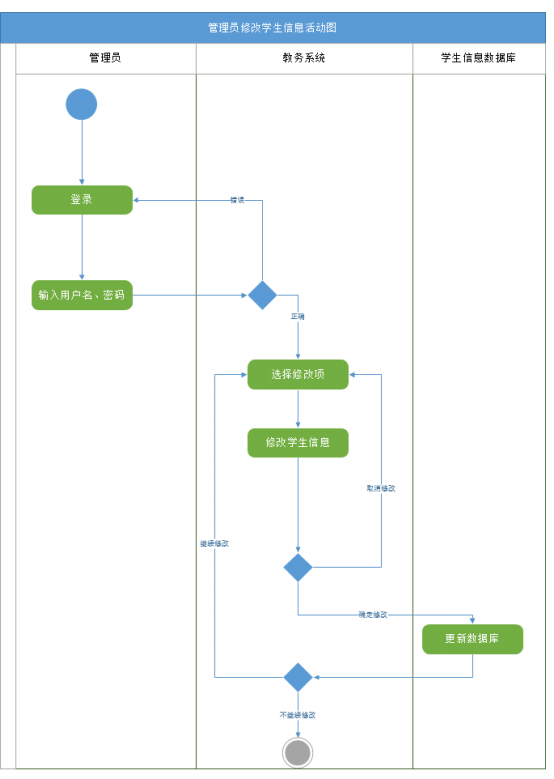 管理员修改学生信息活动图
管理员
教务系统
学生信息数据库
登录
错误
输入用户名、密码
正确
选择修改项
修改学生信息
取消修改
继续修改
确定修改
更新数据库
不继续修改